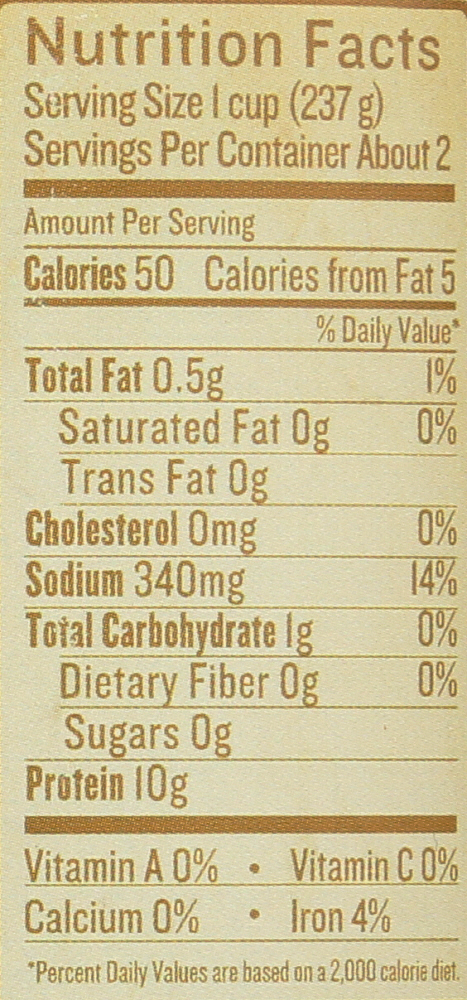 Nutrition Facts
Serving Size 1 cup (237 g)
Servings Per Container About 2
Amount Per Serving
Calories 50 Calories from Fat 5
% Daily Value*
Total Fat 0.5g 1%
Saturated Fat 0g 0%
Trans Fat 0g
Cholesterol 0mg 0%
Sodium 340mg 14%
Total Carbohydrate 1g 0%
Dietary Fiber 0g 0%
Sugars 0g
Protein 10g
Vitamin A 0% • Vitamin C 0%
Calcium 0% • Iron 4%
*Percent Daily Values are based on a 2,000 calorie diet.